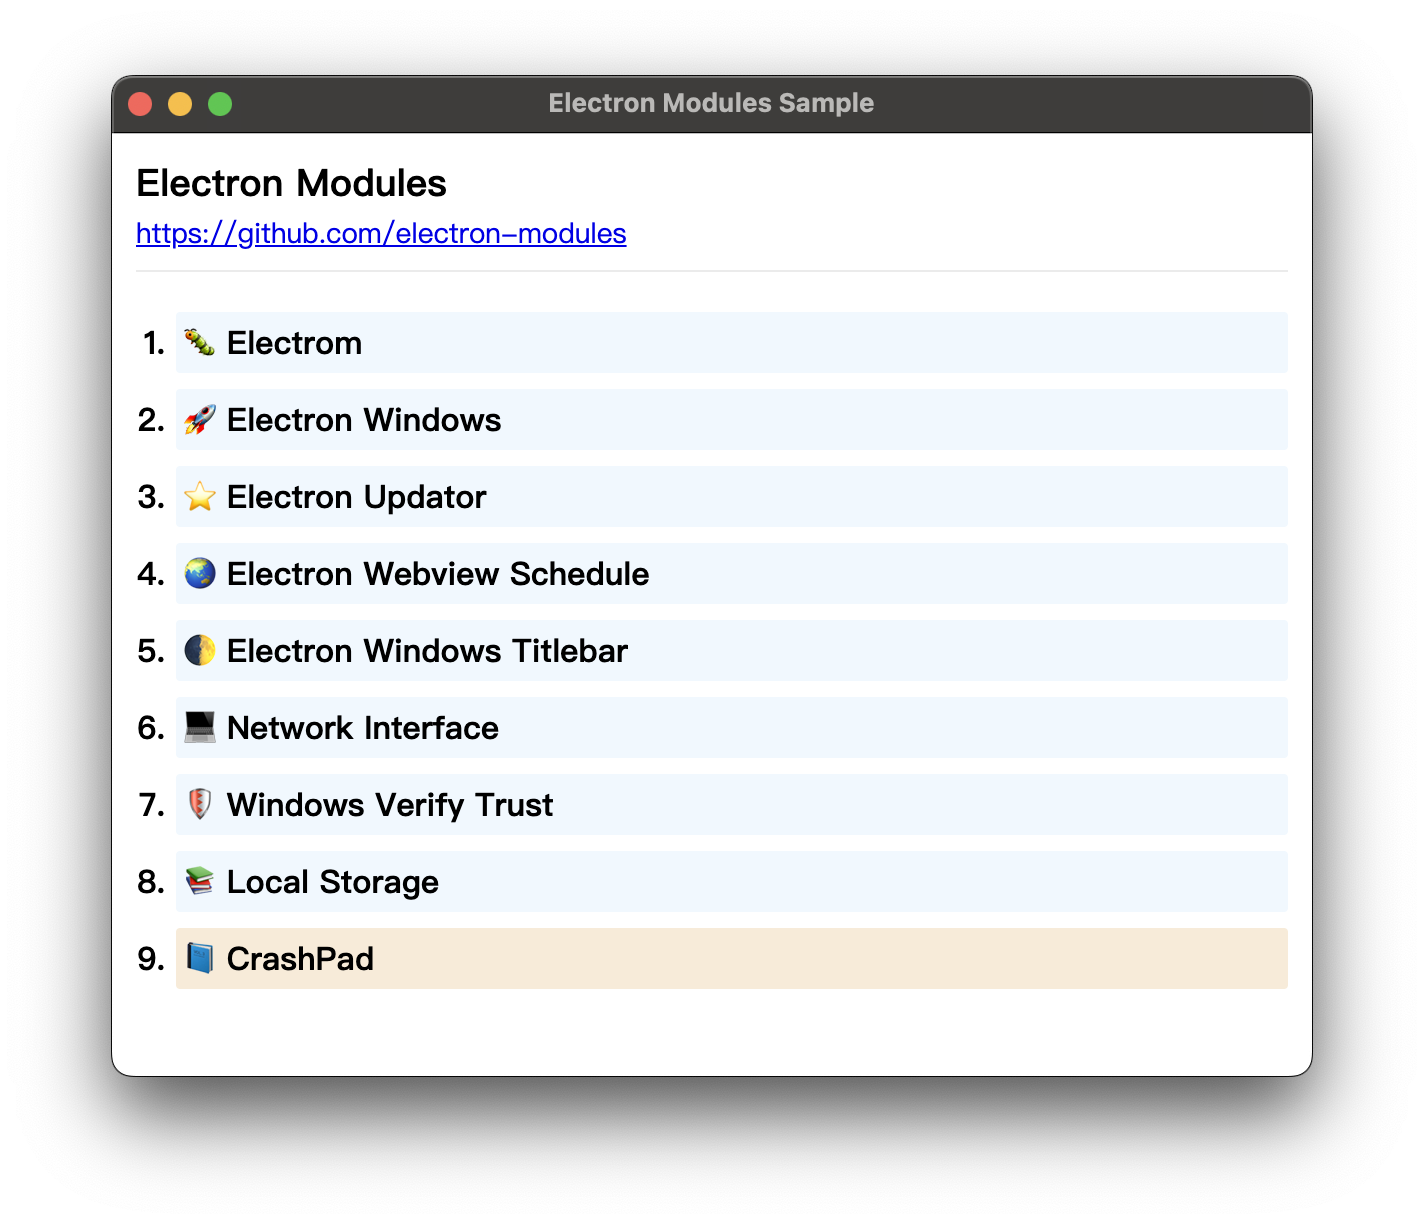 Electron Modules Sample
Electron Modules
https://github.com/electron-modules
1. 🐛 Electrom
2. 🚀 Electron Windows
3. ⭐ Electron Updator
4. 🌏 Electron Webview Schedule
5. 🌓 Electron Windows Titlebar
6. 💻 Network Interface
7. 🛡 Windows Verify Trust
8. 📚 Local Storage
9. 📘 CrashPad